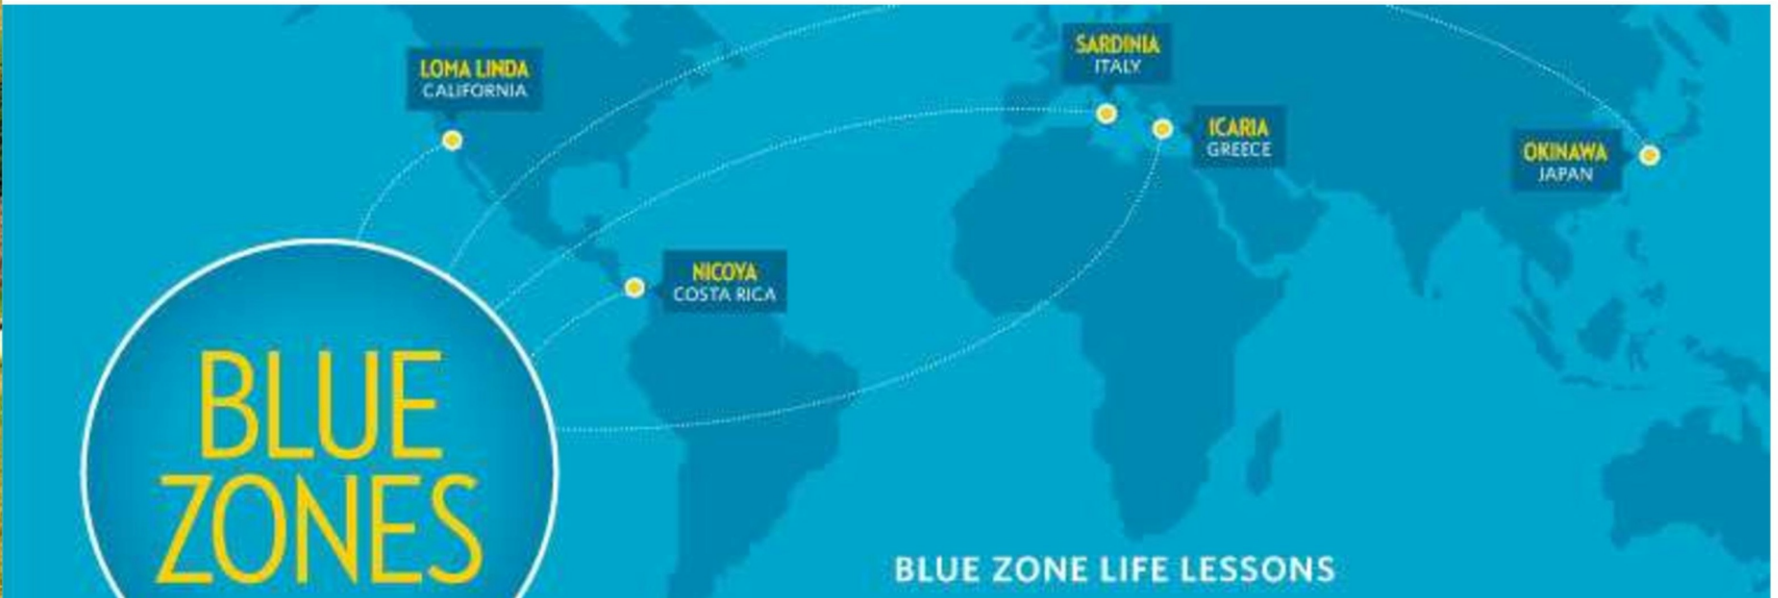 LOMA LINDA
CALIFORNIA
SARDINIA
ITALY
ICARIA
GREECE
OKINAWA
JAPAN
NICOYA
COSTA RICA
BLUE
ZONES
BLUE ZONE LIFE LESSONS